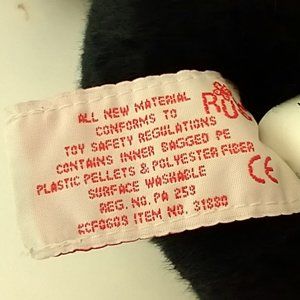 RUS
ALL NEW MATERIAL
CONFORMS TO
TOY SAFETY REGULATIONS
CONTAINS INNER BAGGED PE
PLASTIC PELLETS & POLYESTER FIBER
SURFACE WASHABLE
REG. NO. PA 253
KCF0603 ITEM NO. 31880
CE